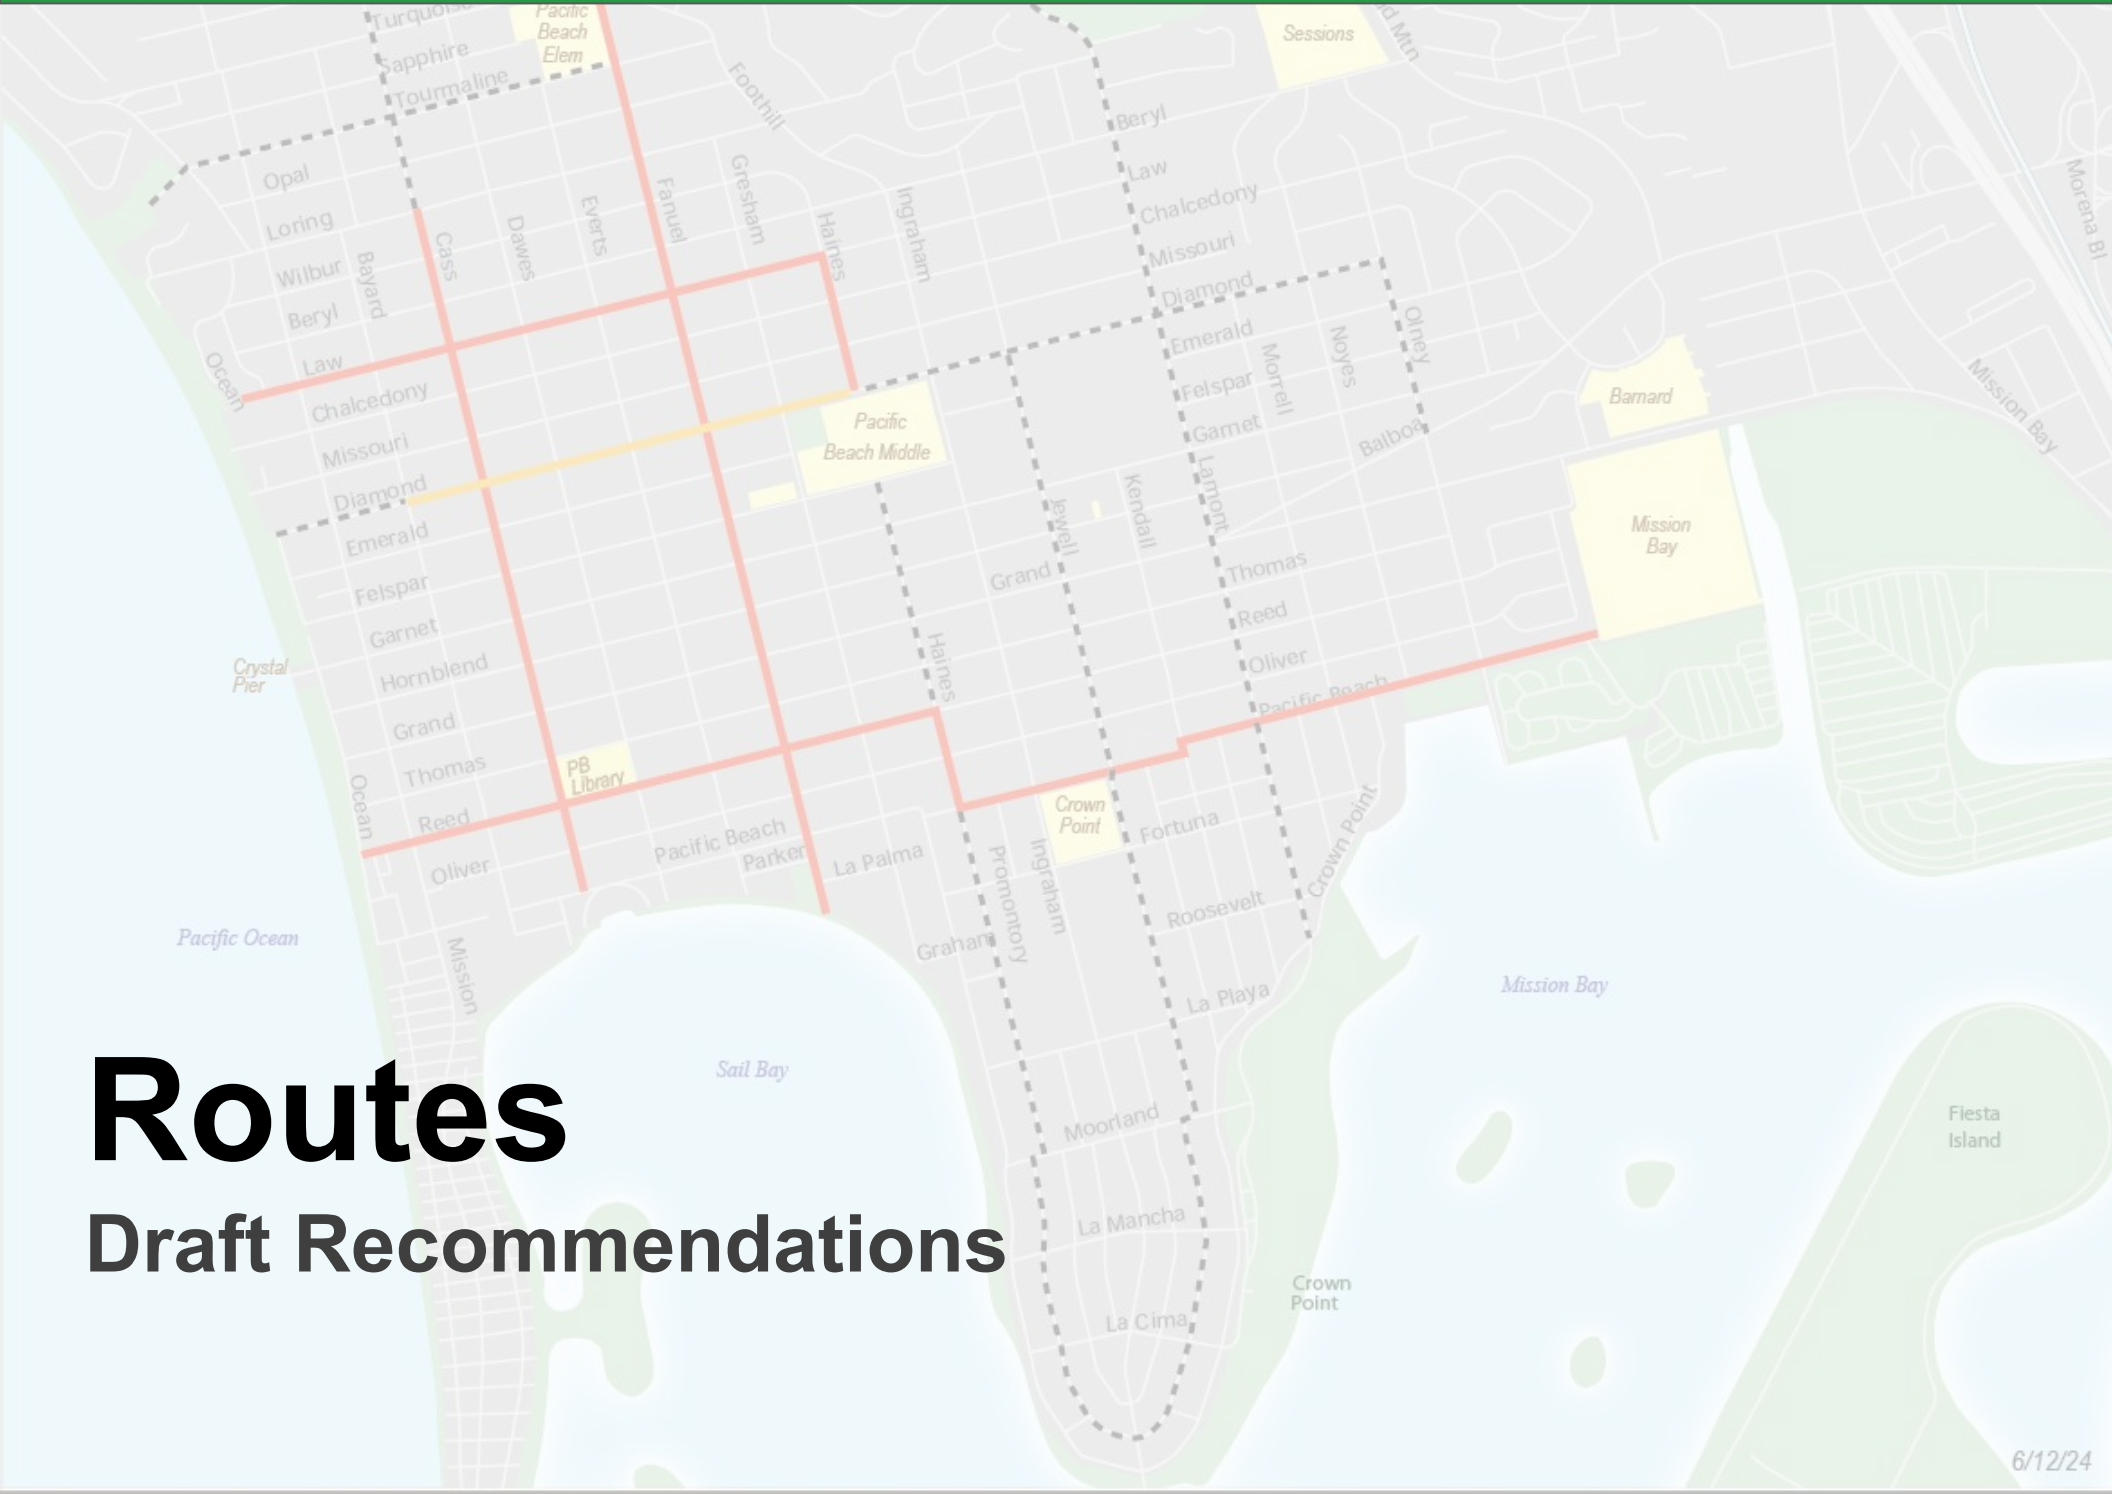 Routes
Draft Recommendations
Turquoise
Sapphire
Tourmaline
Pacific
Beach
Elem
Foothill
Sessions
Opal
Loring
Wilbur
Beryl
Law
Chalcedony
Missouri
Diamond
Emerald
Felspar
Garnet
Hornblend
Grand
Thomas
Reed
Oliver
Ocean
Bayard
Cass
Dawes
Everts
Fanuel
Gresham
Haines
Ingraham
Beryl
Law
Chalcedony
Missouri
Diamond
Emerald
Felspar
Garnet
Balboa
Morrell
Noyes
Olney
Lamont
Kendall
Jewell
Grand
Haines
Thomas
Reed
Oliver
Pacific Beach
Pacific
Beach Middle
Barnard
Mission
Bay
Morena Bl
Mission Bay
Crystal
Pier
PB
Library
Ocean
Pacific Beach
Parker
La Palma
Crown
Point
Fortuna
Crown Point
Promontory
Ingraham
Roosevelt
Graham
La Playa
Mission
Pacific Ocean
Sail Bay
Mission Bay
Moorland
La Mancha
La Cima
Crown
Point
Fiesta
Island
6/12/24